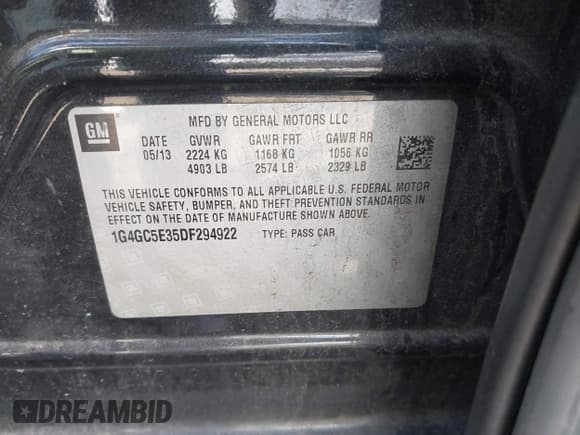 GM
MFD BY GENERAL MOTORS LLC
DATE GVWR GAWR FRT GAWR RR
05/13 2224 KG 1168 KG 1056 KG
4903 LB 2574 LB 2329 LB
THIS VEHICLE CONFORMS TO ALL APPLICABLE U.S. FEDERAL MOTOR
VEHICLE SAFETY, BUMPER, AND THEFT PREVENTION STANDARDS IN
EFFECT ON THE DATE OF MANUFACTURE SHOWN ABOVE.
1G4GC5E35DF294922 TYPE: PASS CAR
DREAMBID